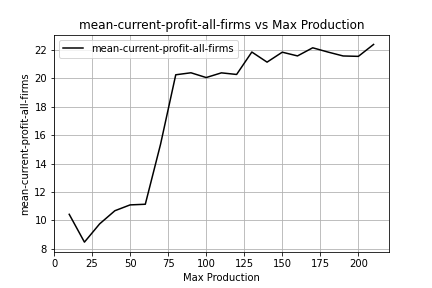 mean-current-profit-all-firms vs Max Production
mean-current-profit-all-firms
mean-current-profit-all-firms
22
20
18
16
14
12
10
8
0 25 50 75 100 125 150 175 200
Max Production